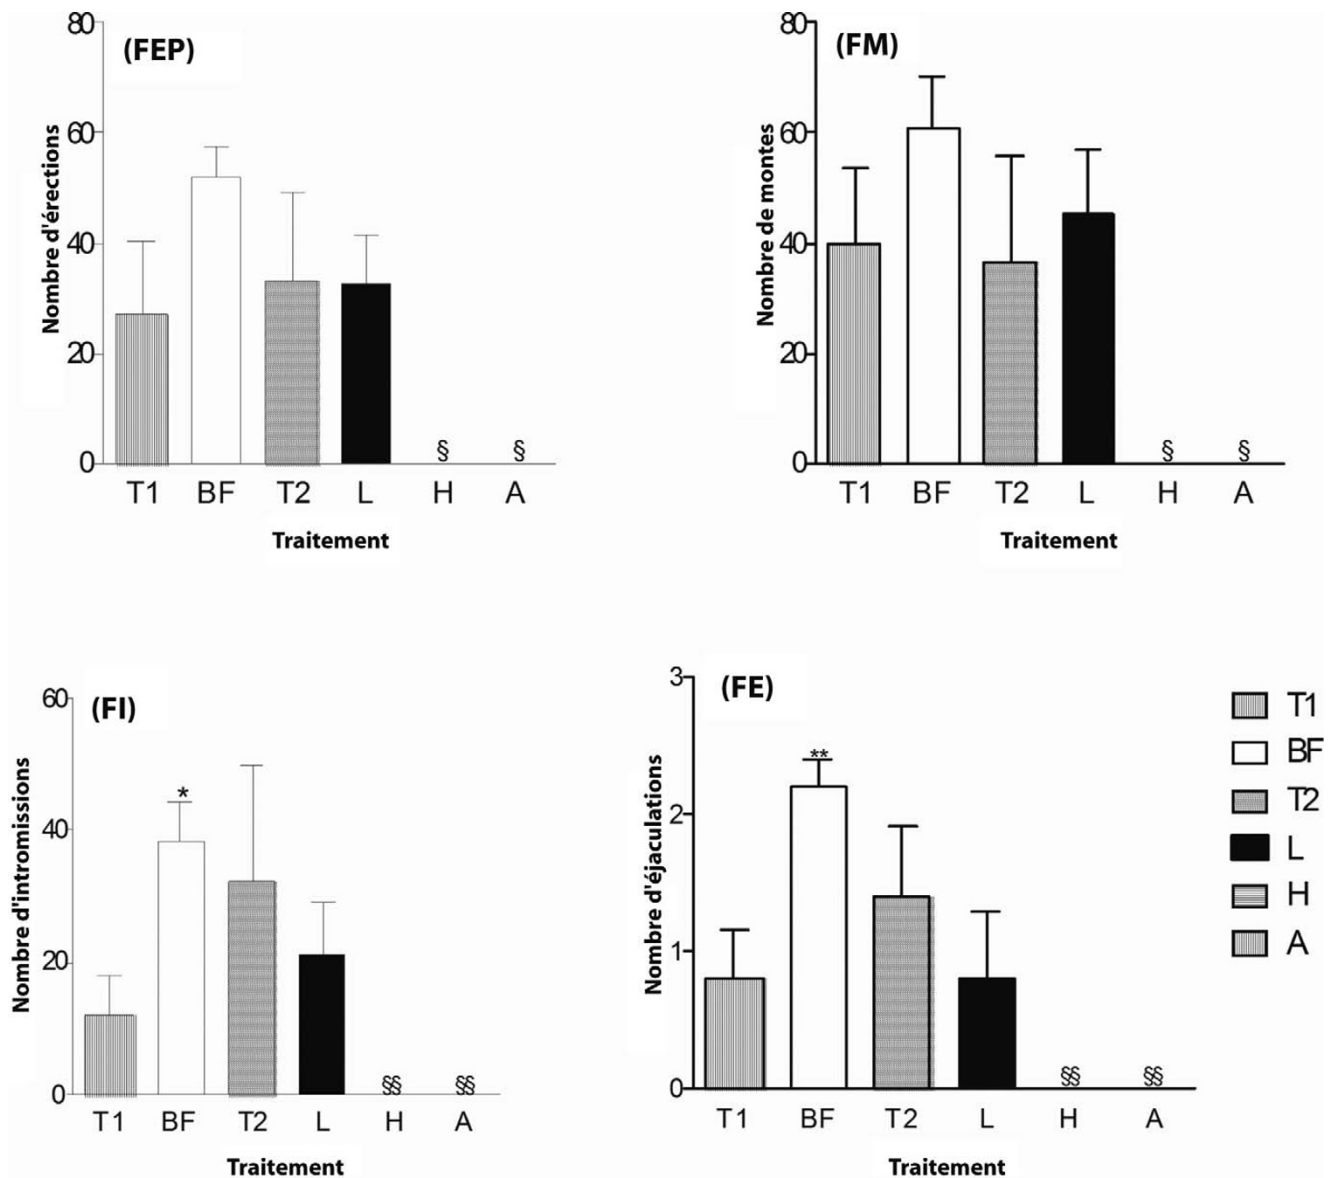 (FEP)
Nombre d'érections
80
60
40
20
0
§ §
T1 BF T2 L H A
Traitement
(FM)
Nombre de montes
80
60
40
20
0
§ §
T1 BF T2 L H A
Traitement
(FI)
Nombre d'intromissions
60
40
20
0
*
§§ §§
T1 BF T2 L H A
Traitement
(FE)
Nombre d'éjaculations
3
2
1
0
**
§§ §§
T1 BF T2 L H A
Traitement
T1
BF
T2
L
H
A